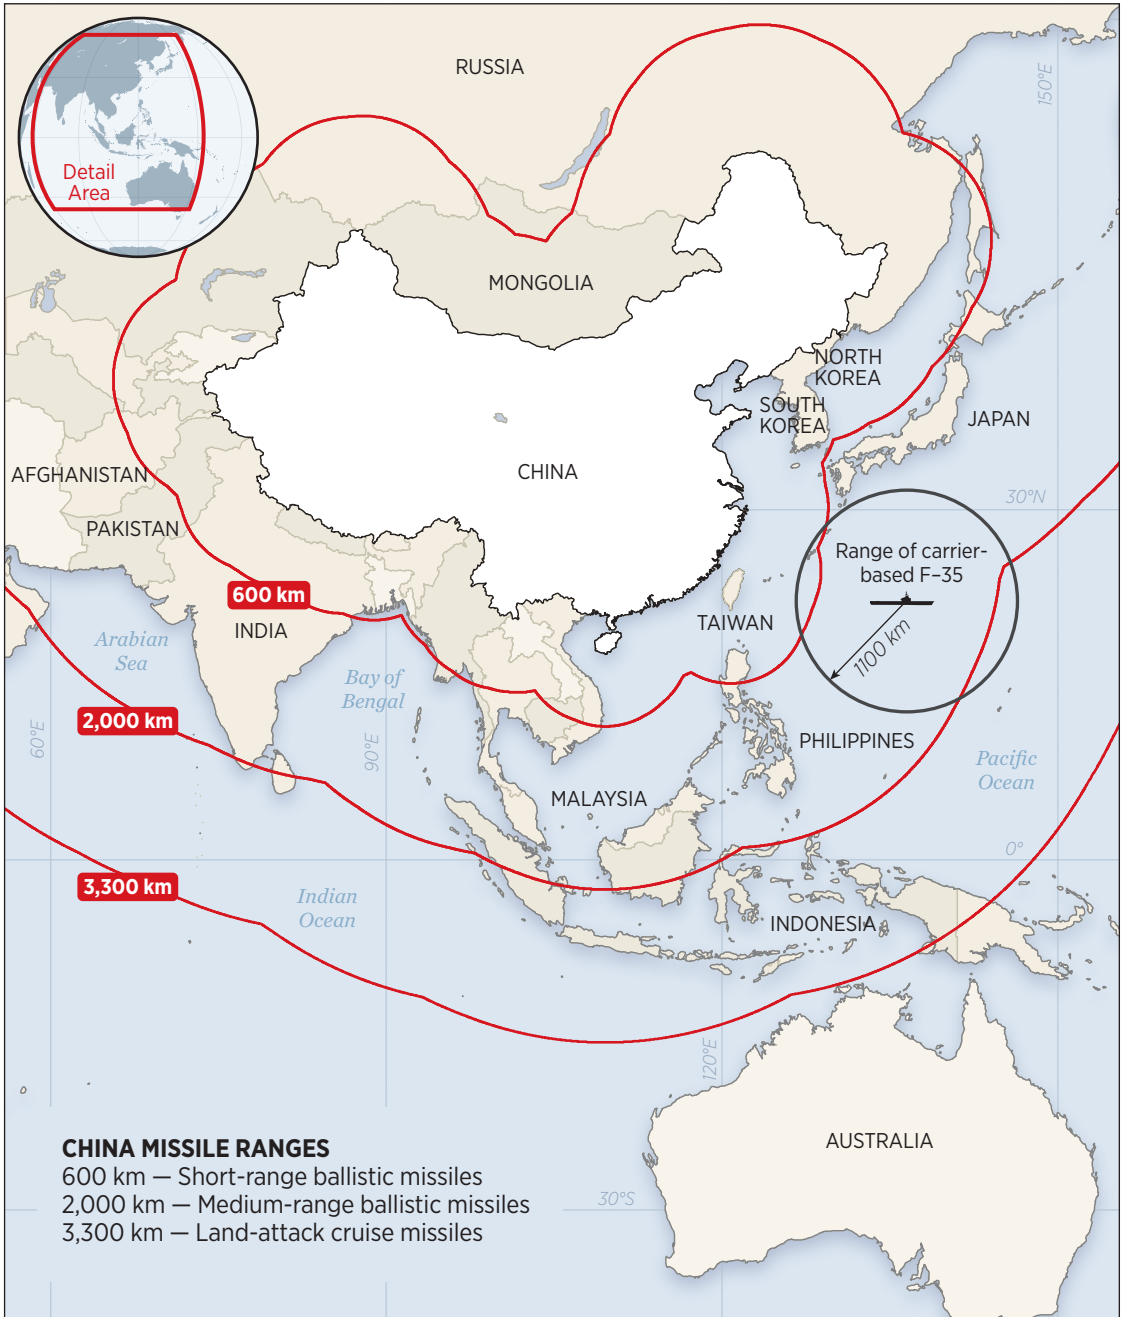 RUSSIA
150°E
Detail
Area
MONGOLIA
NORTH
KOREA
SOUTH
KOREA
JAPAN
AFGHANISTAN
CHINA
30°N
PAKISTAN
Range of carrier-
based F–35
600 km
INDIA
TAIWAN
1100 km
Arabian
Sea
Bay of
Bengal
2,000 km
60°E
90°E
PHILIPPINES
Pacific
Ocean
MALAYSIA
0°
3,300 km
Indian
Ocean
INDONESIA
120°E
AUSTRALIA
30°S
CHINA MISSILE RANGES
600 km — Short-range ballistic missiles
2,000 km — Medium-range ballistic missiles
3,300 km — Land-attack cruise missiles